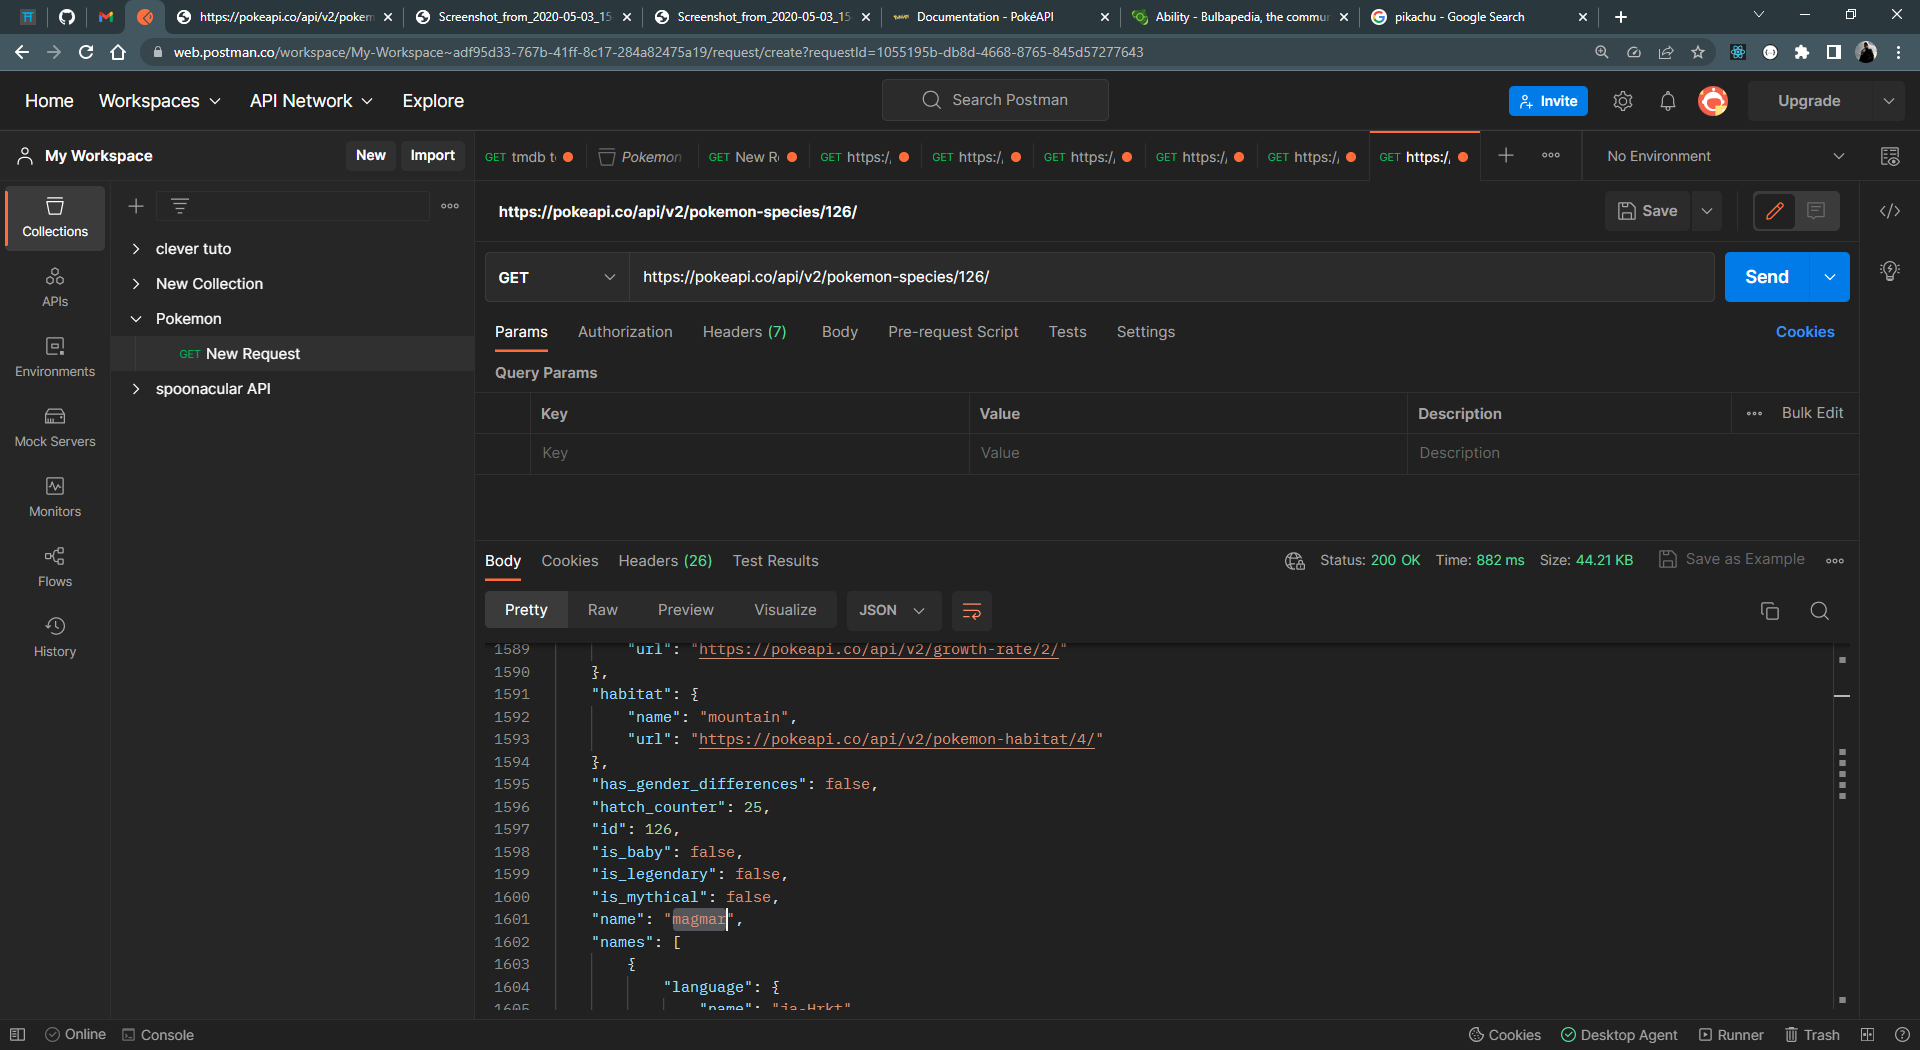 https://pokeapi.co/api/v2/pokem
Screenshot_from_2020-05-03_15
Screenshot_from_2020-05-03_15
Documentation - PokéAPI
Ability - Bulbapedia, the commu
pikachu - Google Search
web.postman.co/workspace/My-Workspace~adf95d33-767b-41ff-8c17-284a82475a19/request/create?requestId=1055195b-db8d-4668-8765-845d57277643
Home Workspaces API Network Explore
Search Postman
Invite
Upgrade
My Workspace New Import
GET tmdb t
Pokemon
GET New R
GET https:/
GET https:/
GET https:/
GET https:/
GET https:/
GET https:/
No Environment
Collections
APIs
Environments
Mock Servers
Monitors
Flows
History
clever tuto
New Collection
Pokemon
GET New Request
spoonacular API
https://pokeapi.co/api/v2/pokemon-species/126/
Save
GET https://pokeapi.co/api/v2/pokemon-species/126/ Send
Params Authorization Headers (7) Body Pre-request Script Tests Settings Cookies
Query Params
Key Value Description Bulk Edit
Key Value Description
Body Cookies Headers (26) Test Results Status: 200 OK Time: 882 ms Size: 44.21 KB Save as Example
Pretty Raw Preview Visualize JSON
1589 "url": "https://pokeapi.co/api/v2/growth-rate/2/"
1590 },
1591 "habitat": {
1592 "name": "mountain",
1593 "url": "https://pokeapi.co/api/v2/pokemon-habitat/4/"
1594 },
1595 "has_gender_differences": false,
1596 "hatch_counter": 25,
1597 "id": 126,
1598 "is_baby": false,
1599 "is_legendary": false,
1600 "is_mythical": false,
1601 "name": "magmar",
1602 "names": [
1603 {
1604 "language": {
1605 "name": "ja-Hrkt"
Online Console Cookies Desktop Agent Runner Trash